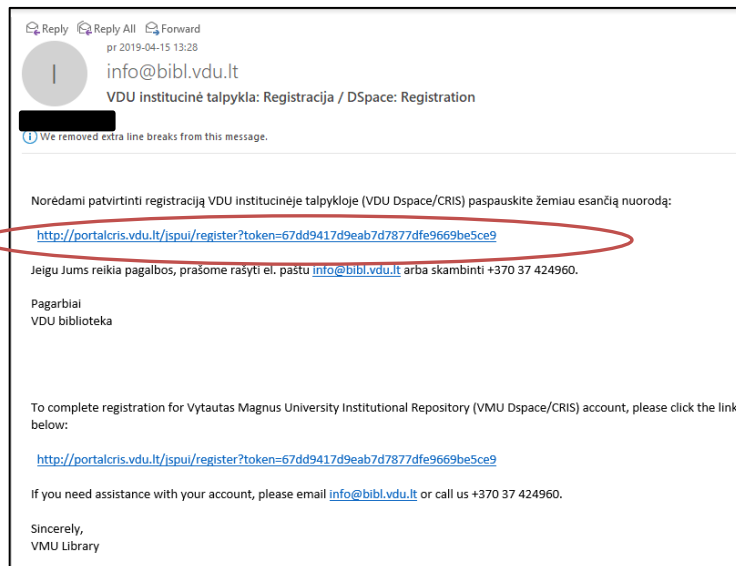 Reply Reply All Forward
pr 2019-04-15 13:28
I
info@bibl.vdu.lt
VDU institucinė talpykla: Registracija / DSpace: Registration
We removed extra line breaks from this message.
Norėdami patvirtinti registraciją VDU institucinėje talpykloje (VDU Dspace/CRIS) paspauskite žemiau esančią nuorodą:
http://portalcris.vdu.lt/jspui/register?token=67dd9417d9eab7d7877dfe9669be5ce9
Jeigu Jums reikia pagalbos, prašome rašyti el. paštu info@bibl.vdu.lt arba skambinti +370 37 424960.
Pagarbiai
VDU biblioteka
To complete registration for Vytautas Magnus University Institutional Repository (VMU Dspace/CRIS) account, please click the link
below:
http://portalcris.vdu.lt/jspui/register?token=67dd9417d9eab7d7877dfe9669be5ce9
If you need assistance with your account, please email info@bibl.vdu.lt or call us +370 37 424960.
Sincerely,
VMU Library